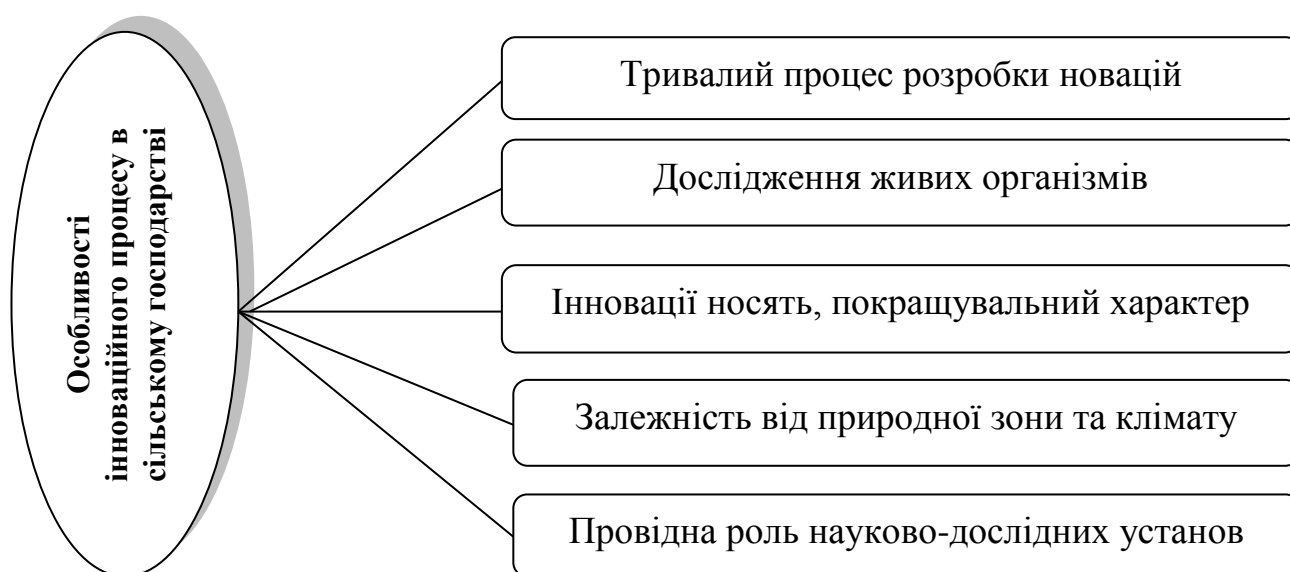 Особливості
інноваційного процесу в
сільському господарстві
Тривалий процес розробки новацій
Дослідження живих організмів
Інновації носять, покращувальний характер
Залежність від природної зони та клімату
Провідна роль науково-дослідних установ